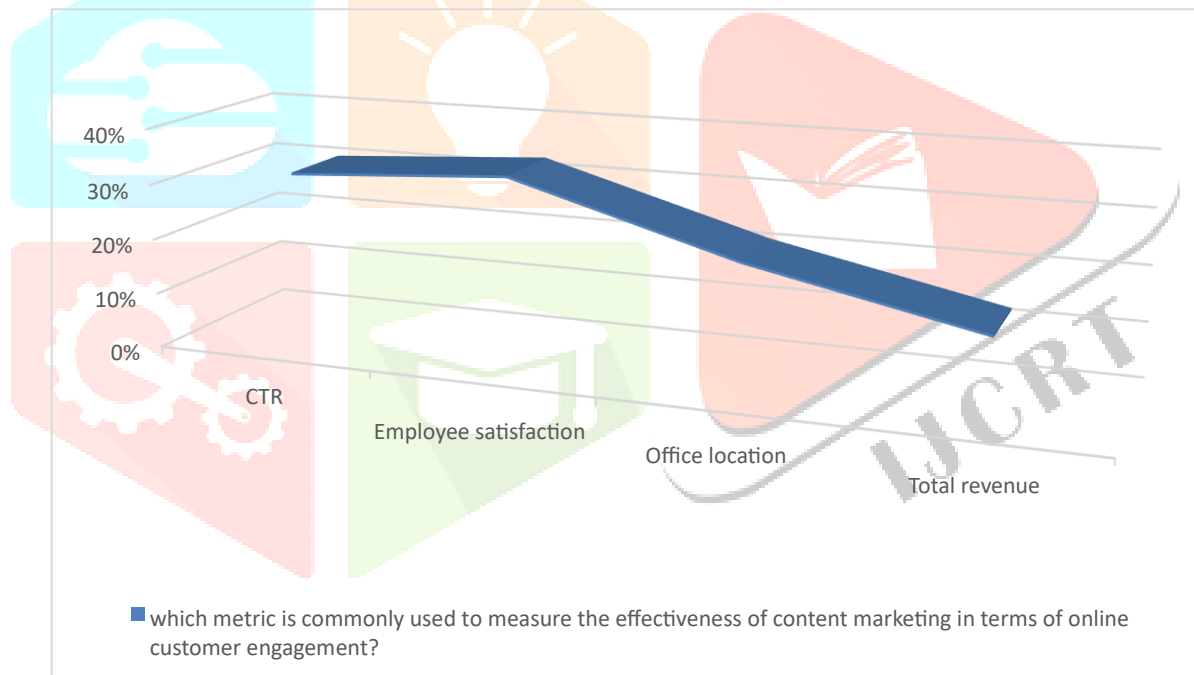 40%
30%
20%
10%
0%
CTR
Employee satisfaction
Office location
Total revenue
IJCRT
which metric is commonly used to measure the effectiveness of content marketing in terms of online
customer engagement?